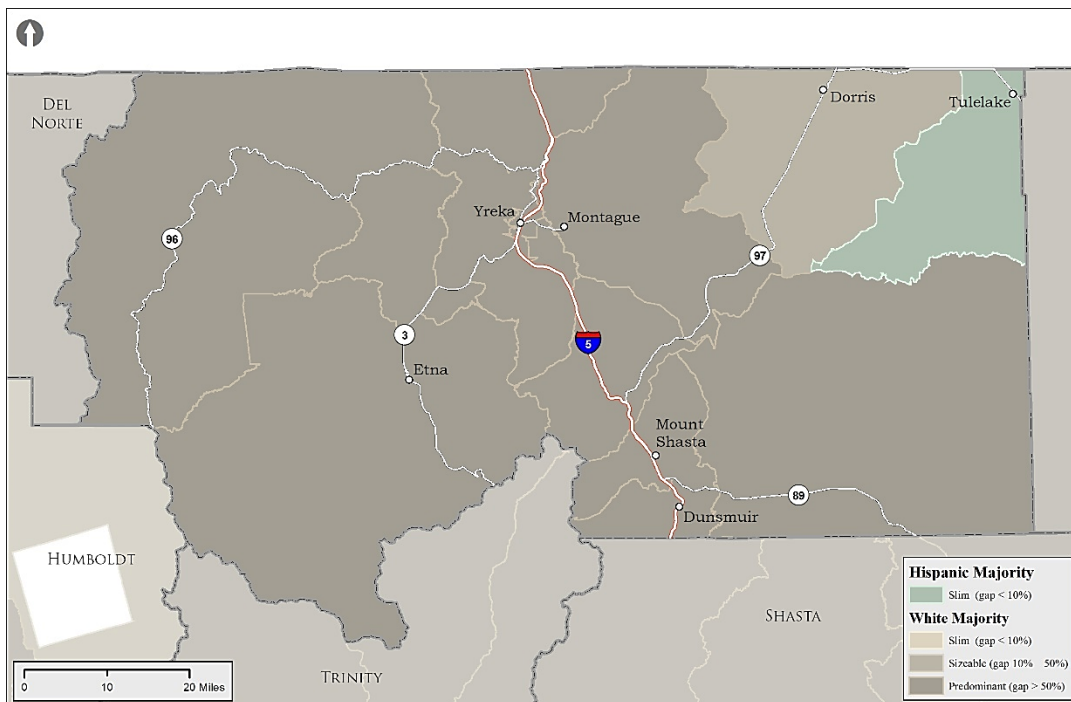 DEL
NORTE
Dorris
Tulelake
Yreka
Montague
96
97
3
5
Etna
Mount
Shasta
89
Dunsmuir
HUMBOLDT
SHASTA
TRINITY
Hispanic Majority
Slim (gap < 10%)
White Majority
Slim (gap < 10%)
Sizeable (gap 10% 50%)
Predominant (gap > 50%)
0 10 20 Miles